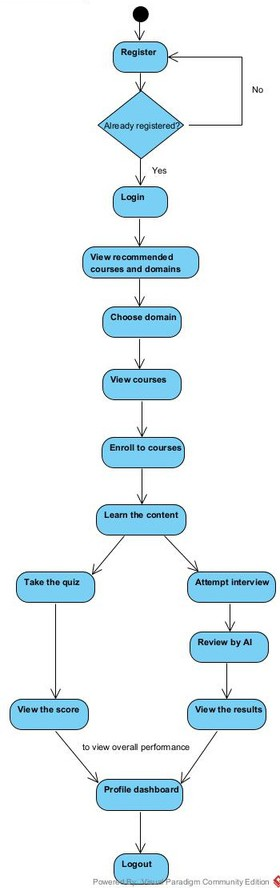 Register
No
Already registered?
Yes
Login
View recommended
courses and domains
Choose domain
View courses
Enroll to courses
Learn the content
Take the quiz
Attempt interview
Review by AI
View the score
View the results
to view overall performance
Profile dashboard
Logout
Powered By: Visual Paradigm Community Edition